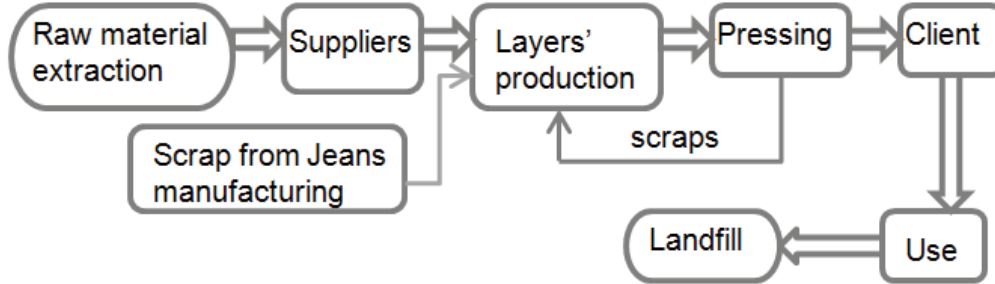 Raw material
extraction
Suppliers
Layers’
production
Pressing
Client
Scrap from Jeans
manufacturing
scraps
Landfill
Use